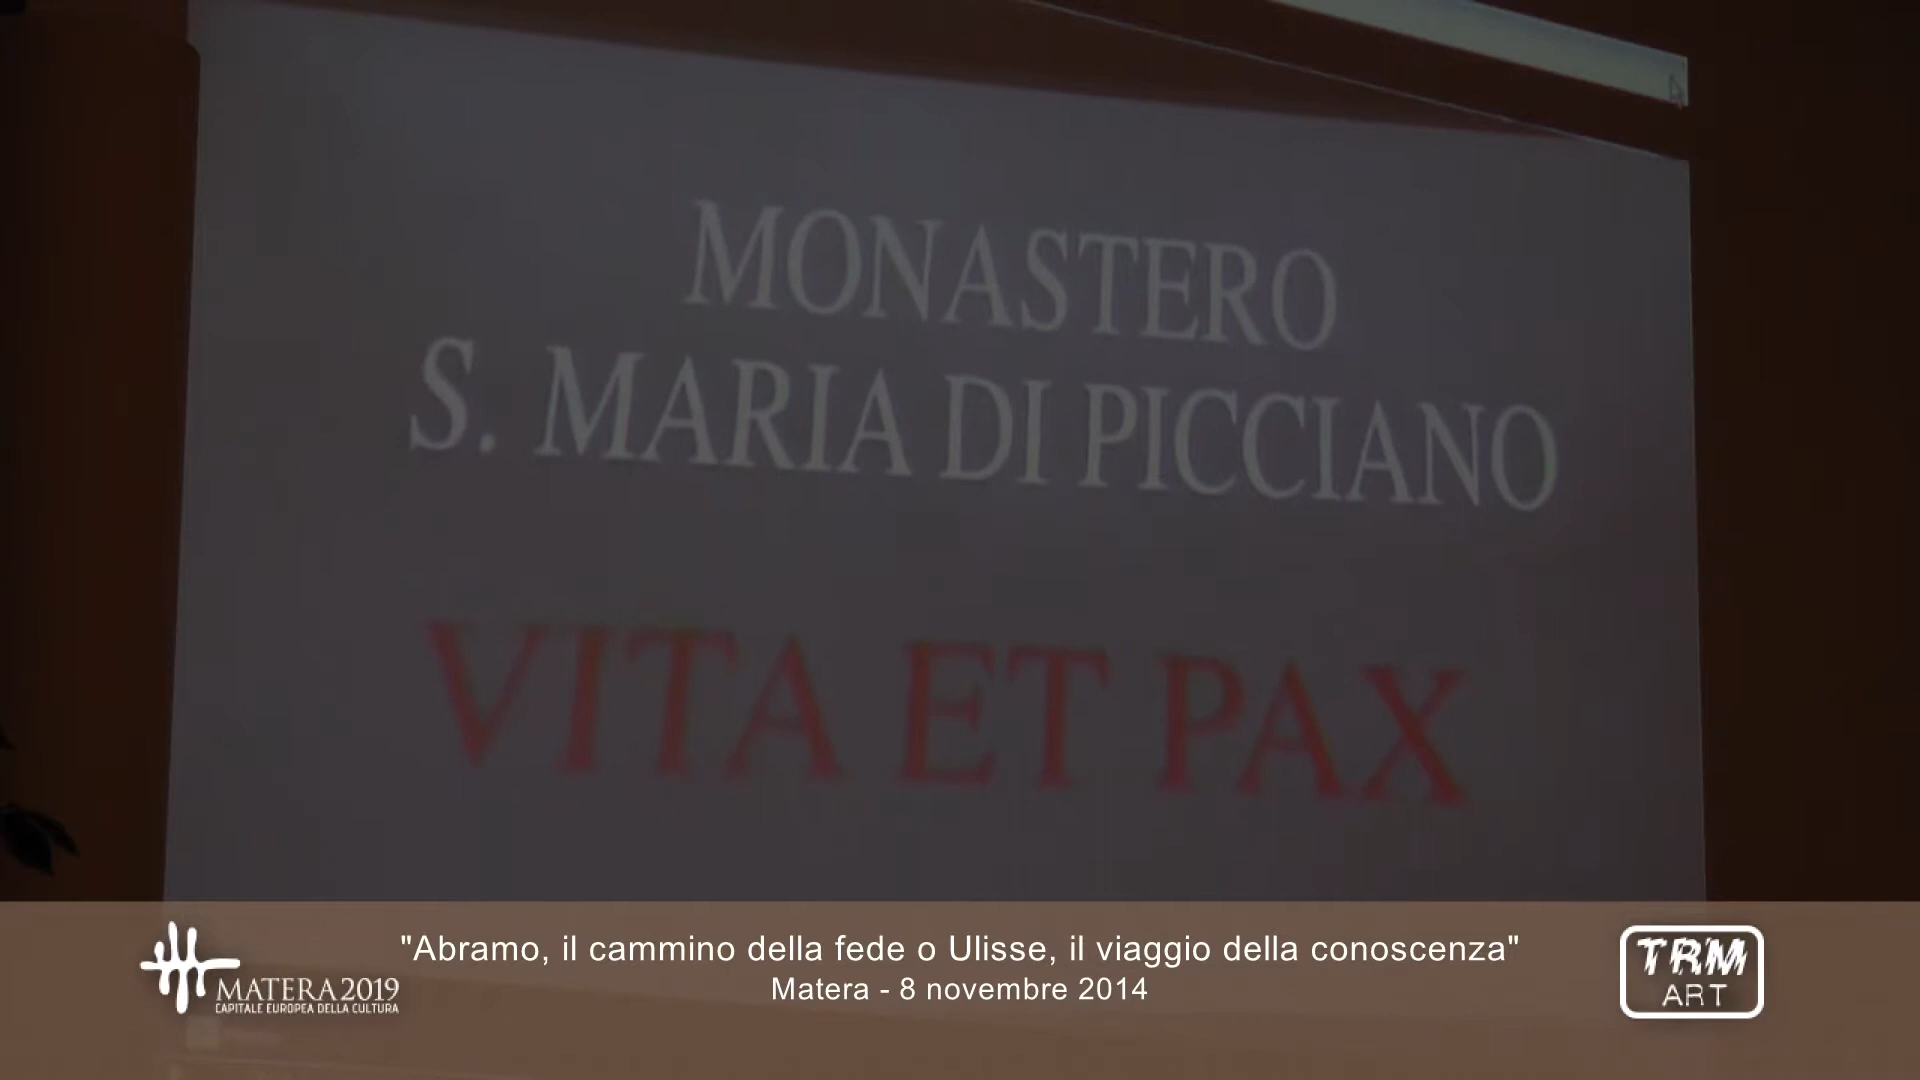 MONASTERO
S. MARIA DI PICCIANO
VITA ET PAX
"Abramo, il cammino della fede o Ulisse, il viaggio della conoscenza"
Matera - 8 novembre 2014
MATERA 2019
CAPITALE EUROPEA DELLA CULTURA
TRM
ART